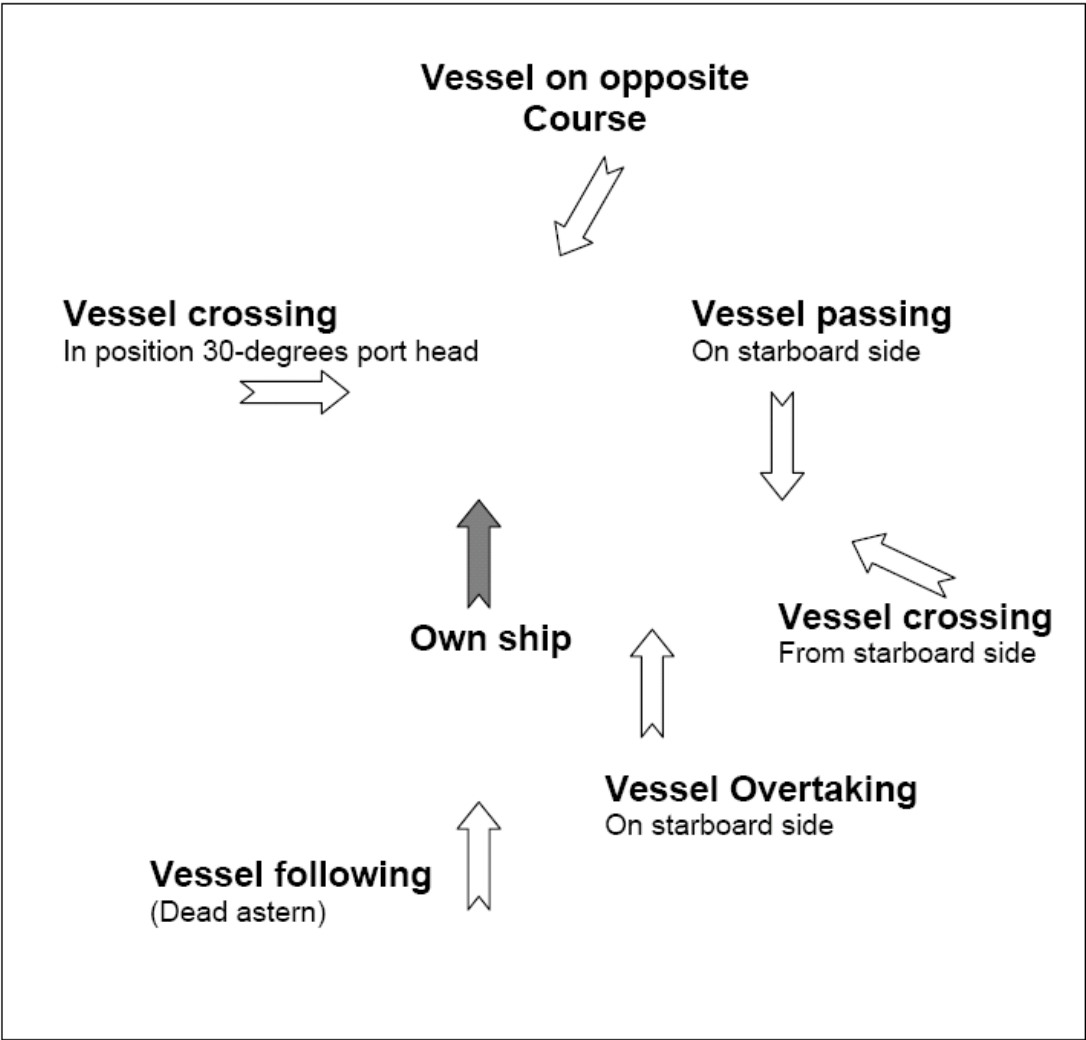 Vessel on opposite
Course
Vessel crossing
In position 30-degrees port head
Vessel passing
On starboard side
Own ship
Vessel crossing
From starboard side
Vessel Overtaking
On starboard side
Vessel following
(Dead astern)